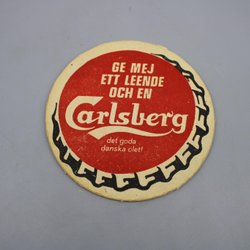 GE MEJ
ETT LEENDE
OCH EN
Carlsberg
det goda
danska ölet!